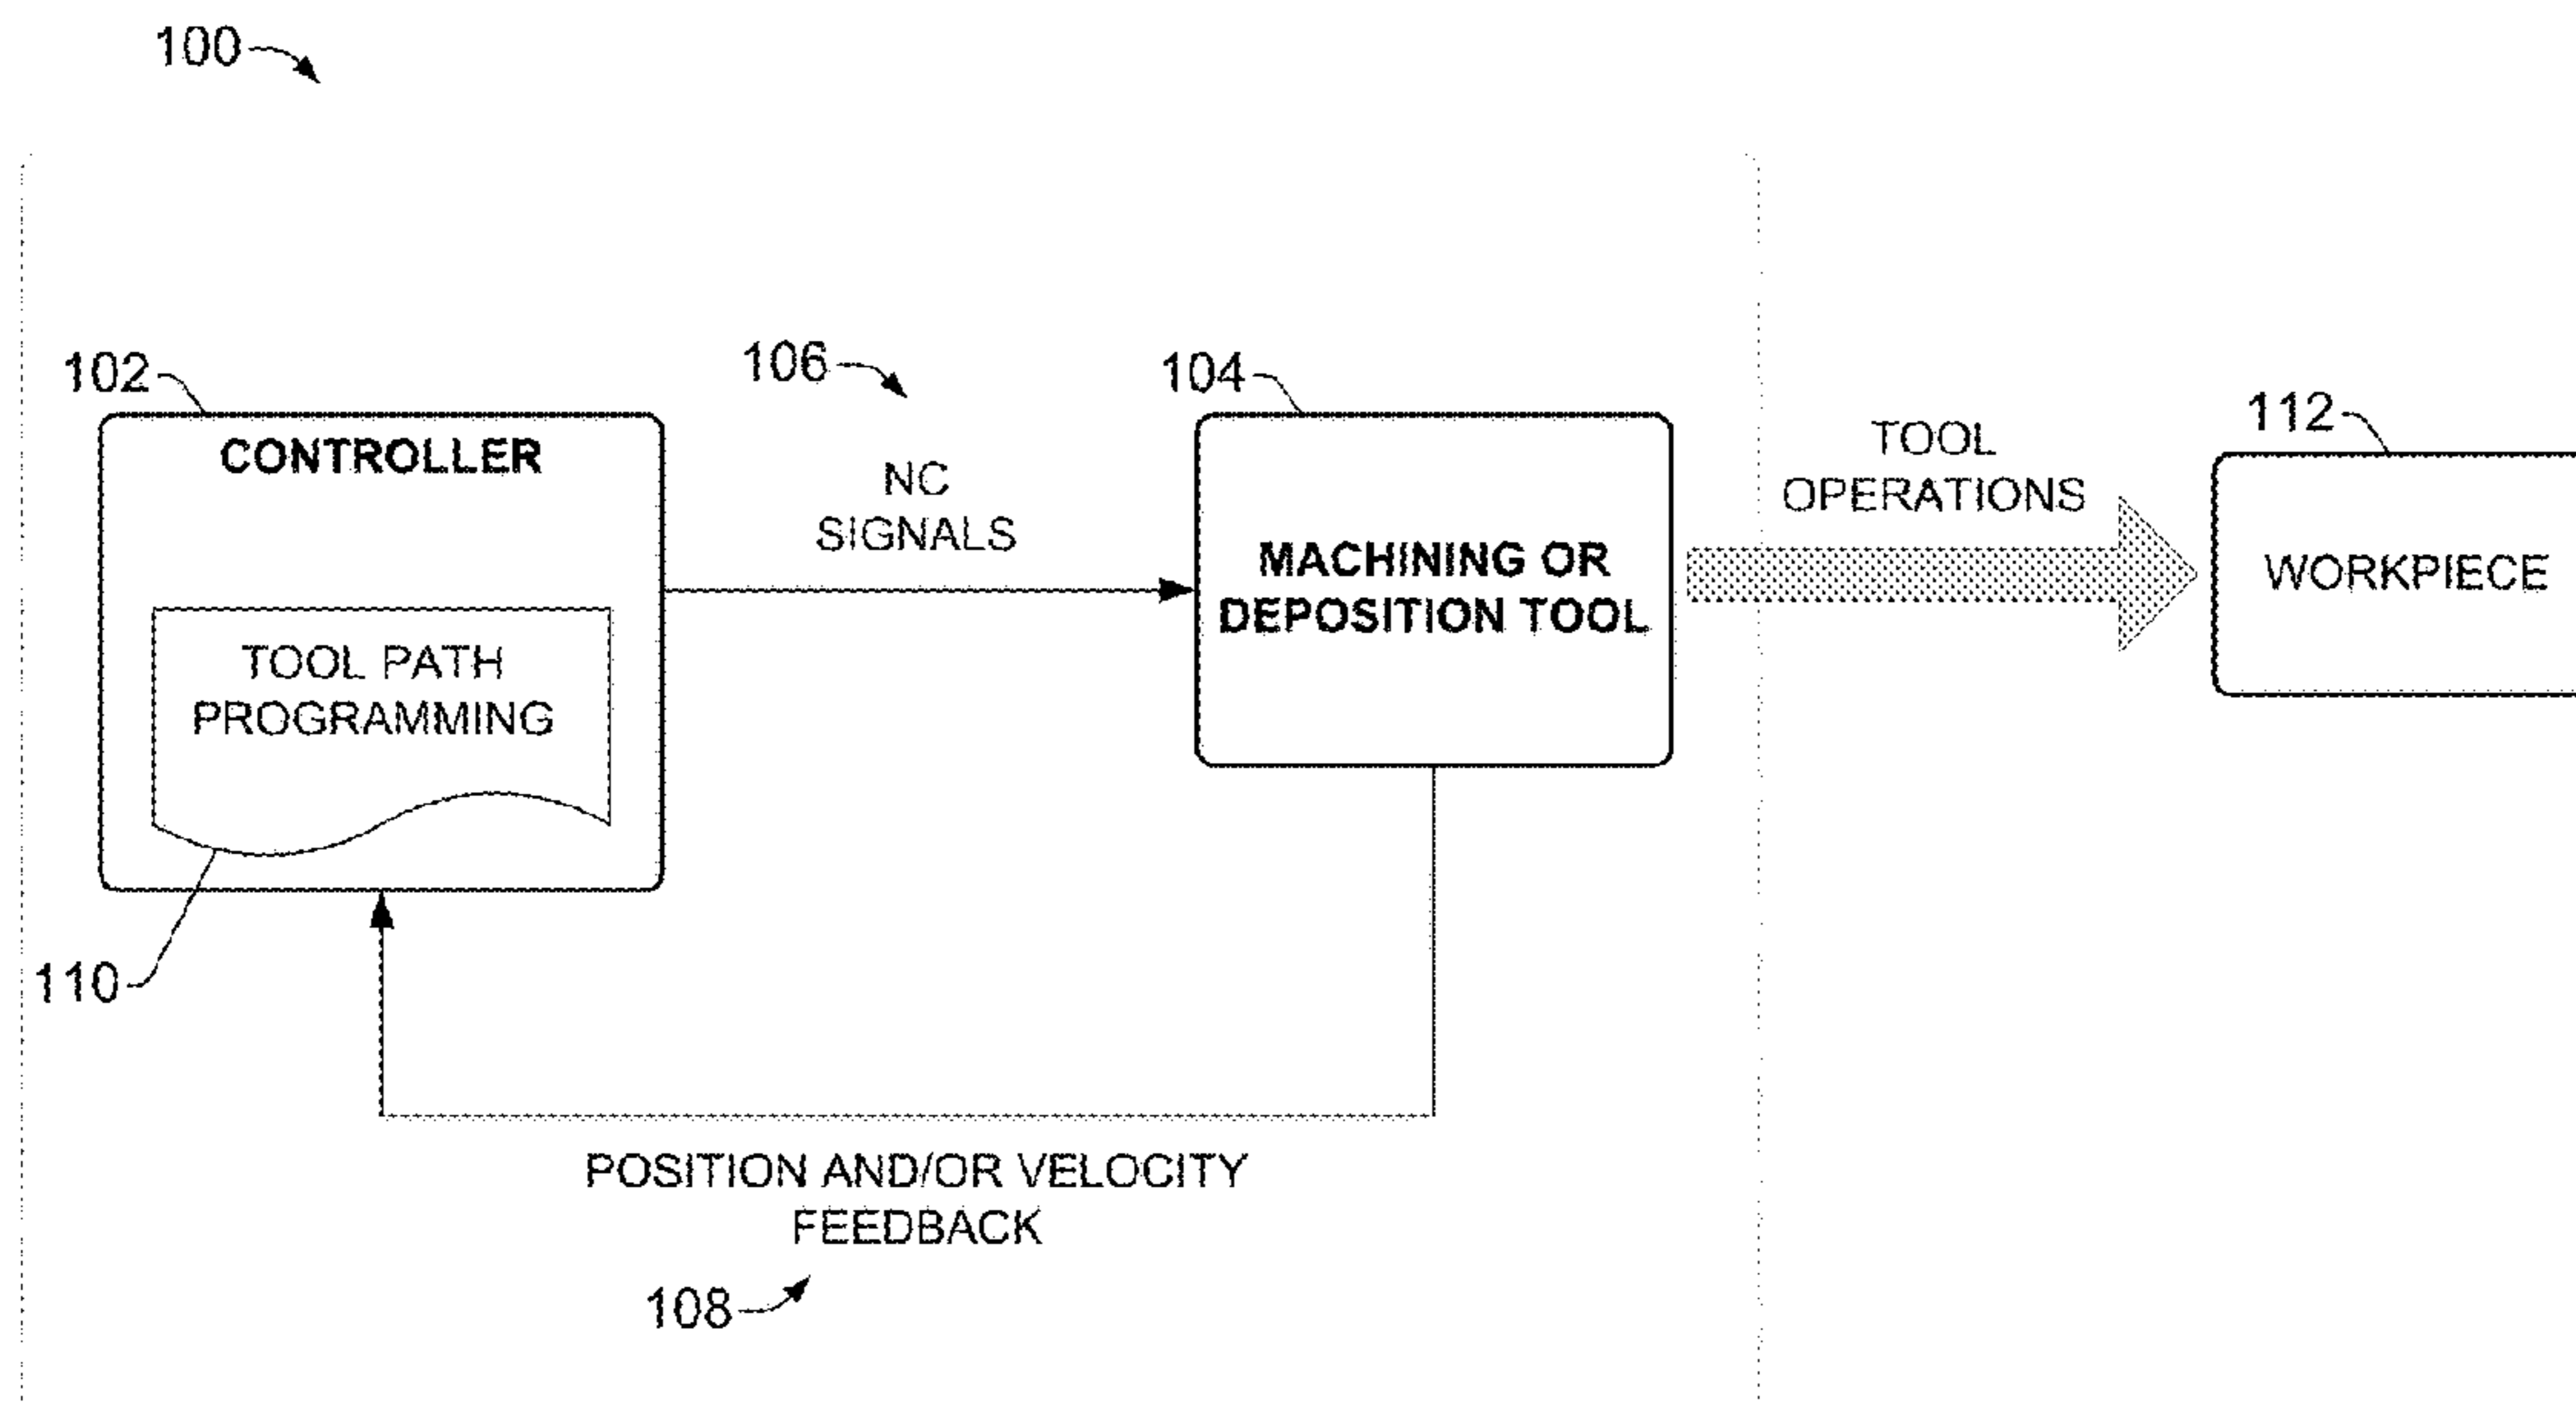 100
102
CONTROLLER
TOOL PATH
PROGRAMMING
110
106
NC
SIGNALS
104
MACHINING OR
DEPOSITION TOOL
TOOL
OPERATIONS
112
WORKPIECE
POSITION AND/OR VELOCITY
FEEDBACK
108